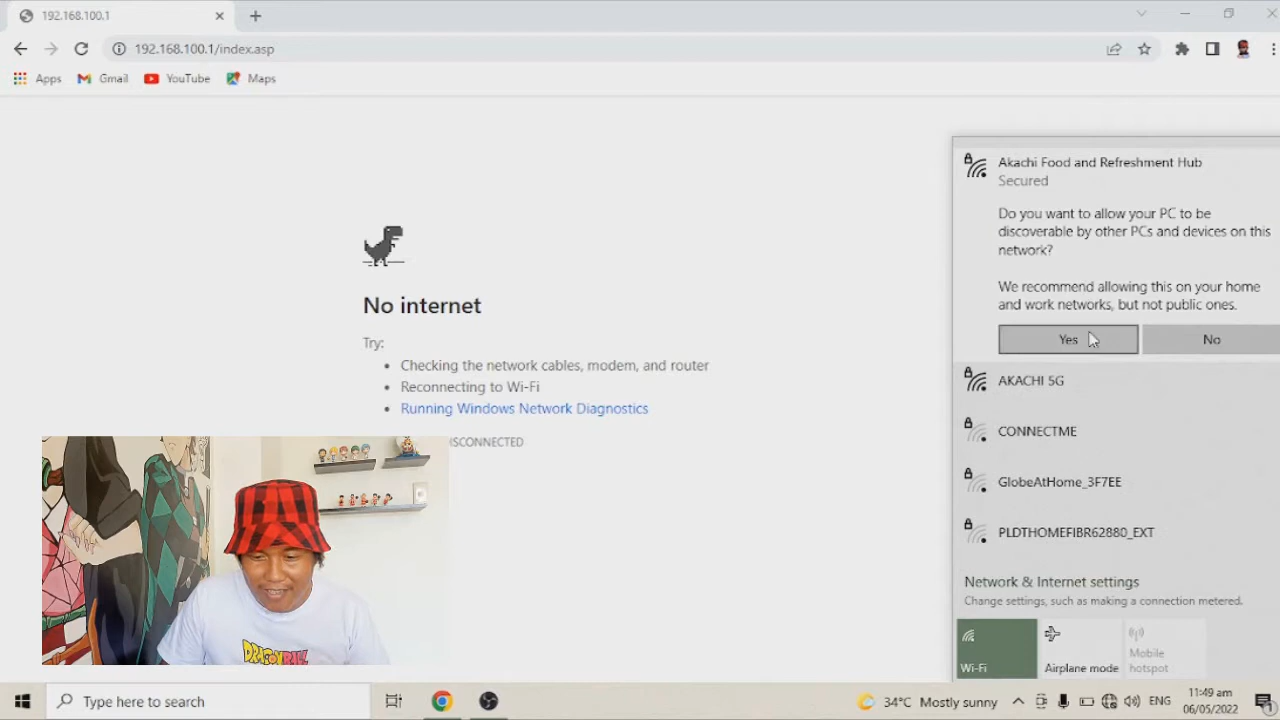 192.168.100.1
192.168.100.1/index.asp
Apps
Gmail
YouTube
Maps
No internet
Try:
Checking the network cables, modem, and router
Reconnecting to Wi-Fi
Running Windows Network Diagnostics
ISCONNECTED
Akachi Food and Refreshment Hub
Secured
Do you want to allow your PC to be
discoverable by other PCs and devices on this
network?
We recommend allowing this on your home
and work networks, but not public ones.
Yes
No
AKACHI 5G
CONNECTME
GlobeAtHome_3F7EE
PLDTHOMEFIBR62880_EXT
Network & Internet settings
Change settings, such as making a connection metered.
Wi-Fi
Airplane mode
Mobile
hotspot
DRAGONBALL
Type here to search
34°C Mostly sunny
ENG
11:49 am
06/05/2022
1